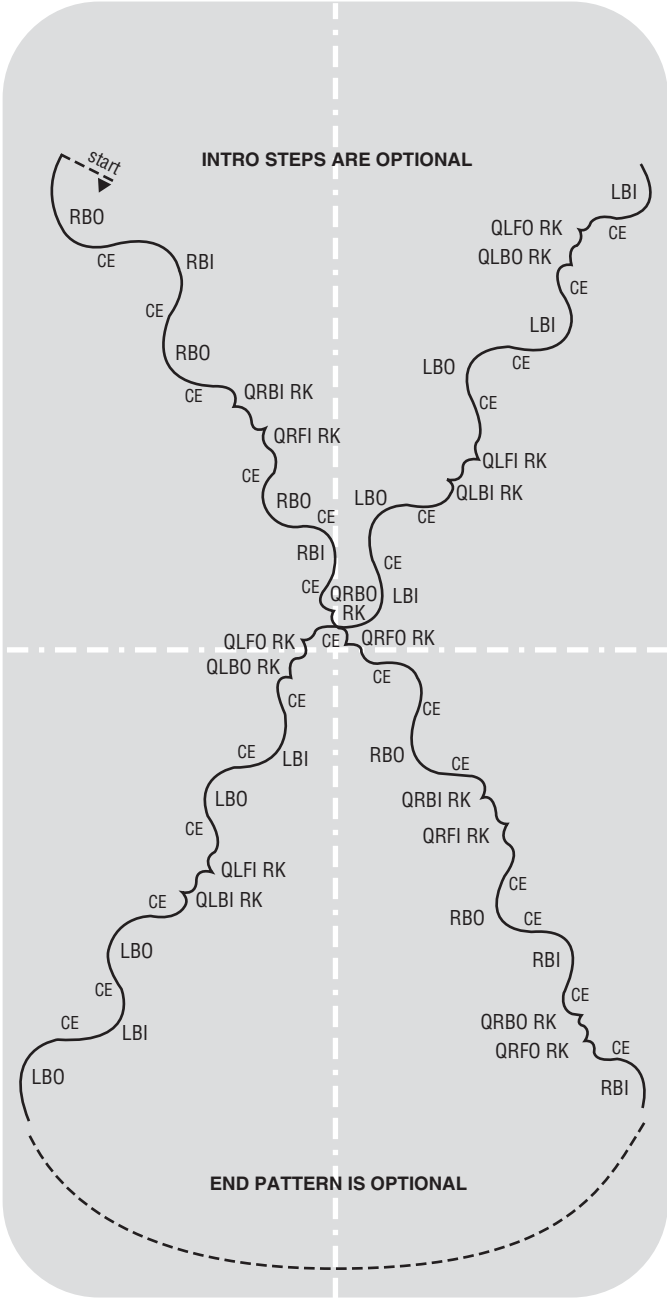 start
INTRO STEPS ARE OPTIONAL
RBO
CE
RBI
CE
RBO
CE
QRBI RK
QRFI RK
CE
RBO
CE
RBI
CE
QRBO
RK
CE
QRFO RK
CE
CE
RBO
CE
QRBI RK
QRFI RK
CE
RBO
CE
RBI
CE
QRBO RK
QRFO RK
CE
RBI
LBO
CE
LBI
CE
LBO
CE
QLBI RK
QLFI RK
CE
LBO
CE
LBI
CE
QLBO RK
QLFO RK
LBI
CE
LBO
CE
QLBI RK
QLFI RK
CE
LBO
CE
LBI
CE
QLBO RK
QLFO RK
CE
LBI
END PATTERN IS OPTIONAL